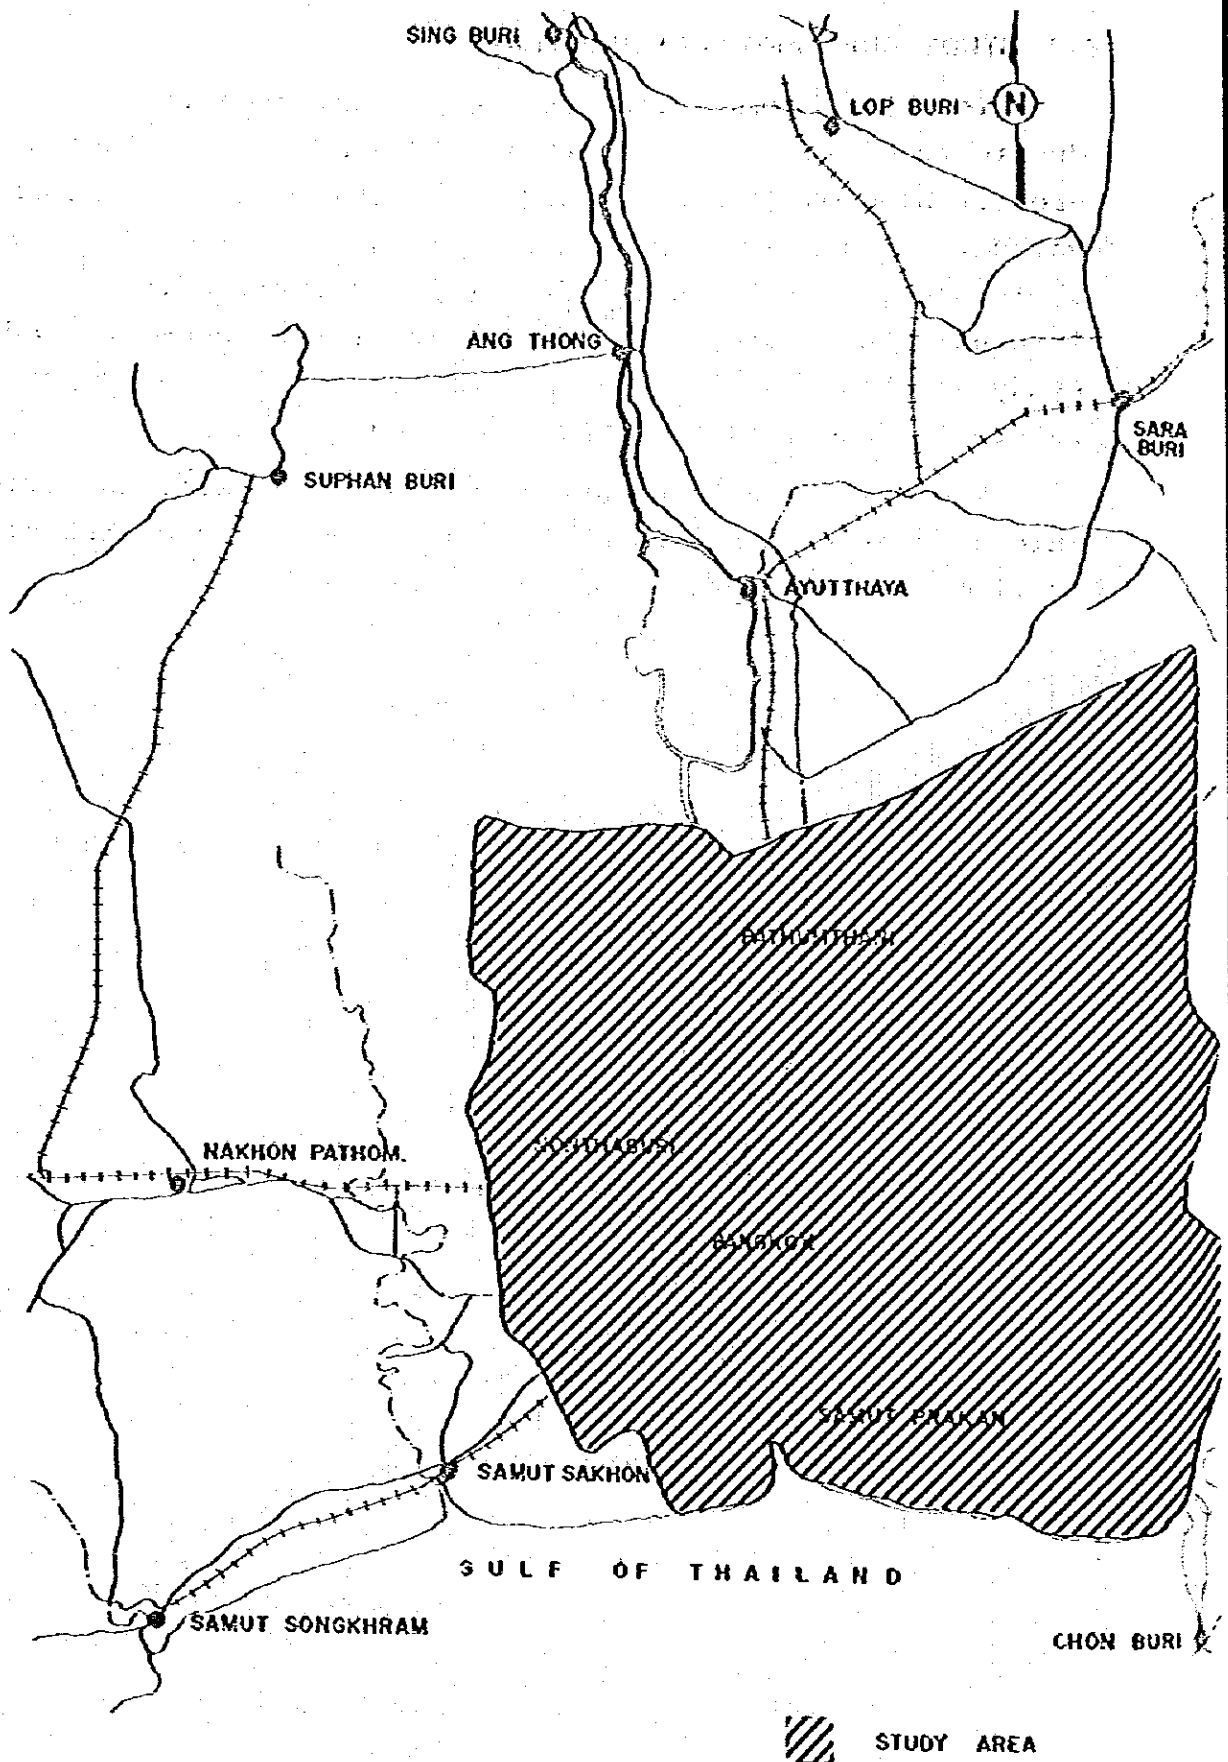 SING BURI
LOP BURI
N
ANG THONG
SARA
BURI
SUPHAN BURI
AYUTTHAYA
PATHUMTHANI
NAKHON PATHOM.
NONTHABURI
BANGKOK
SAMUT PRAKAN
SAMUT SAKHON
GULF OF THAILAND
SAMUT SONGKHRAM
CHON BURI
STUDY AREA